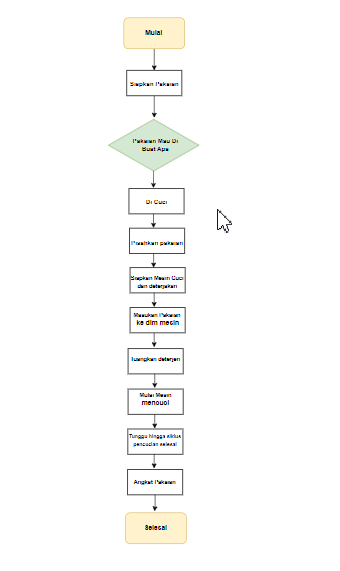 Mulai
Siapkan Pakaian
Pakaian Mau Di
Buat Apa
Di Cuci
Pisahkan pakaian
Siapkan Mesin Cuci
dan deterjekan
Masukan Pakaian
ke dlm mesin
Tuangkan deterjen
Mulai Mesin
mencuci
Tunggu hingga siklus
pencucian selesai
Angkat Pakaian
Selesai